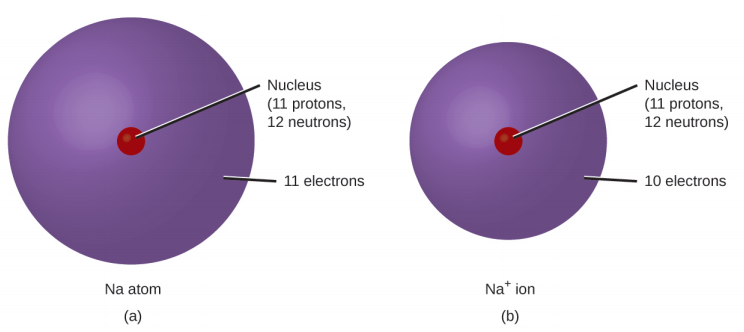 Nucleus
(11 protons,
12 neutrons)
11 electrons
Na atom
(a)
Nucleus
(11 protons,
12 neutrons)
10 electrons
Na⁺ ion
(b)